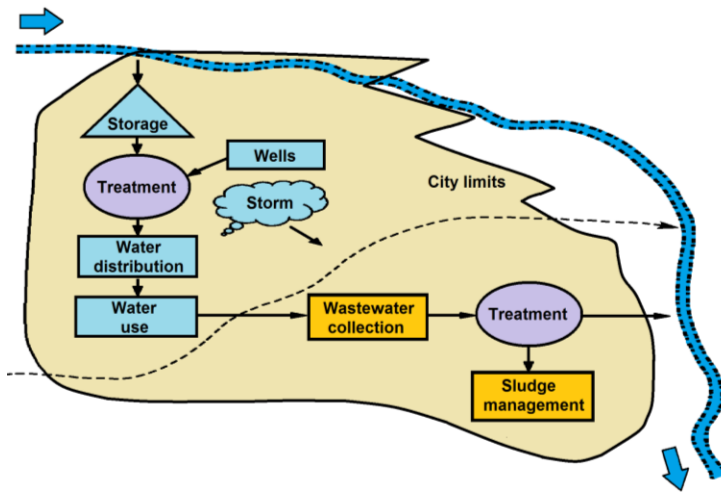 Storage
Wells
Treatment
City limits
Storm
Water
distribution
Water
use
Wastewater
collection
Treatment
Sludge
management